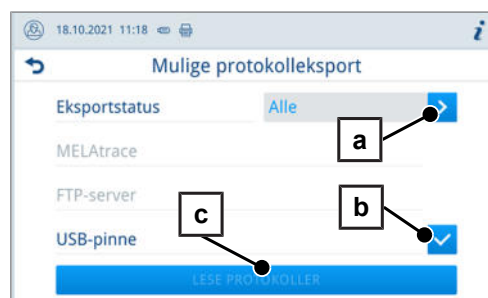 18.10.2021 11:18
i
Mulige protokolleksport
Eksportstatus Alle
a
MELAtrace
FTP-server
b
c
USB-pinne
LESE PROTOKOLLER